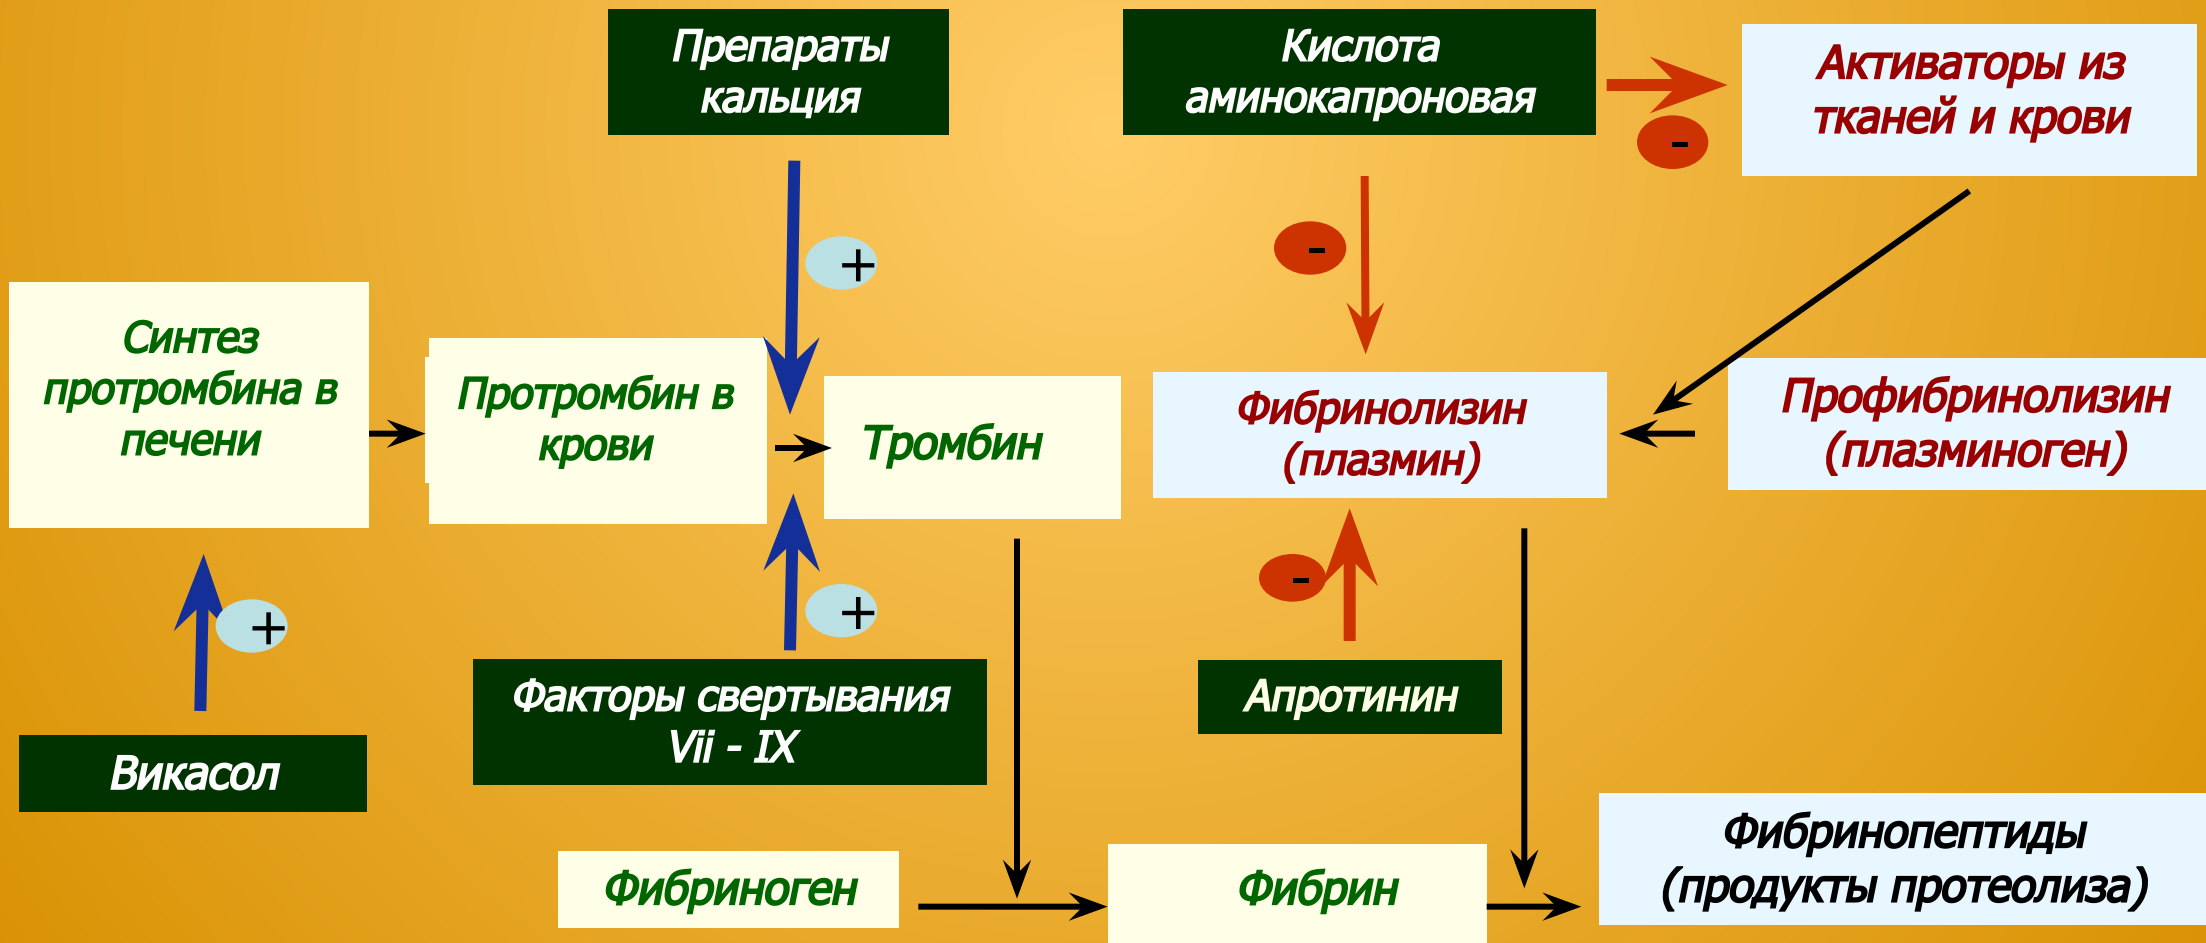 Препараты
кальция
Кислота
аминокапроновая
Активаторы из
тканей и крови
-
-
+
Синтез
протромбина в
печени
Протромбин в
крови
Тромбин
Фибринолизин
(плазмин)
Профибринолизин
(плазминоген)
+
+
-
Факторы свертывания
Vii - IX
Апротинин
Викасол
Фибриноген
Фибрин
Фибринопептиды
(продукты протеолиза)